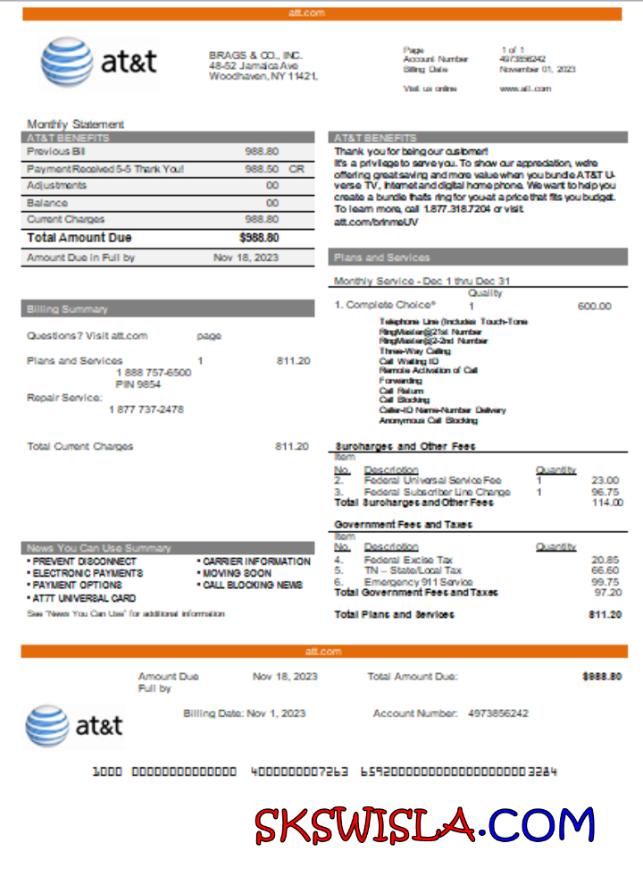 att.com
at&t
BRAGS & CO., INC.
48-52 Jamaica Ave
Woodhaven, NY 11421,
Page 1 of 1
Account Number 4973856242
Billing Date November 01, 2023
Visit us online www.att.com
Monthly Statement
AT&T BENEFITS
Previous Bill 988.80
Payment Received 5-5 Thank You! 988.50 CR
Adjustments 00
Balance 00
Current Charges 988.80
Total Amount Due $988.80
Amount Due in Full by Nov 18, 2023
Billing Summary
Questions? Visit att.com page
Plans and Services 1 811.20
1 888 757-6500
PIN 9854
Repair Service:
1 877 737-2478
Total Current Charges 811.20
News You Can Use Summary
• PREVENT DISCONNECT • CARRIER INFORMATION
• ELECTRONIC PAYMENTS • MOVING SOON
• PAYMENT OPTIONS • CALL BLOCKING NEWS
• AT7T UNIVERSAL CARD
See "News You Can Use" for additional information
AT&T BENEFITS
Thank you for being our customer!
It's a privilege to serve you. To show our appreciation, we're
offering great saving and more value when you bundle AT&T U-
verse TV, Internet and digital home phone. We want to help you
create a bundle that's ring for you-at a price that fits you budget.
To learn more, call 1.877.318.7204 or visit.
att.com/brinmeUV
Plans and Services
Monthly Service - Dec 1 thru Dec 31
Quality
1. Complete Choice® 1 600.00
Telephone Line (Includes Touch-Tone
RingMaster@21st Number
RingMaster@2-2nd Number
Three-Way Calling
Call Waiting ID
Remote Activation of Call
Forwarding
Call Return
Call Blocking
Caller-ID Name-Number Delivery
Anonymous Call Blocking
Suroharges and Other Fees
Item
No. Description Quantity
2. Federal Universal Service Fee 1 23.00
3. Federal Subscriber Line Change 1 96.75
Total Suroharges and Other Fees 114.00
Government Fees and Taxes
Item
No. Description Quantity
4. Federal Excise Tax 20.85
5. TN – State/Local Tax 66.60
6. Emergency 911 Service 99.75
Total Government Fees and Taxes 97.20
Total Plans and Services 811.20
att.com
Amount Due Nov 18, 2023 Total Amount Due: $988.80
Full by
at&t
Billing Date: Nov 1, 2023 Account Number: 4973856242
SKSWISLA.COM